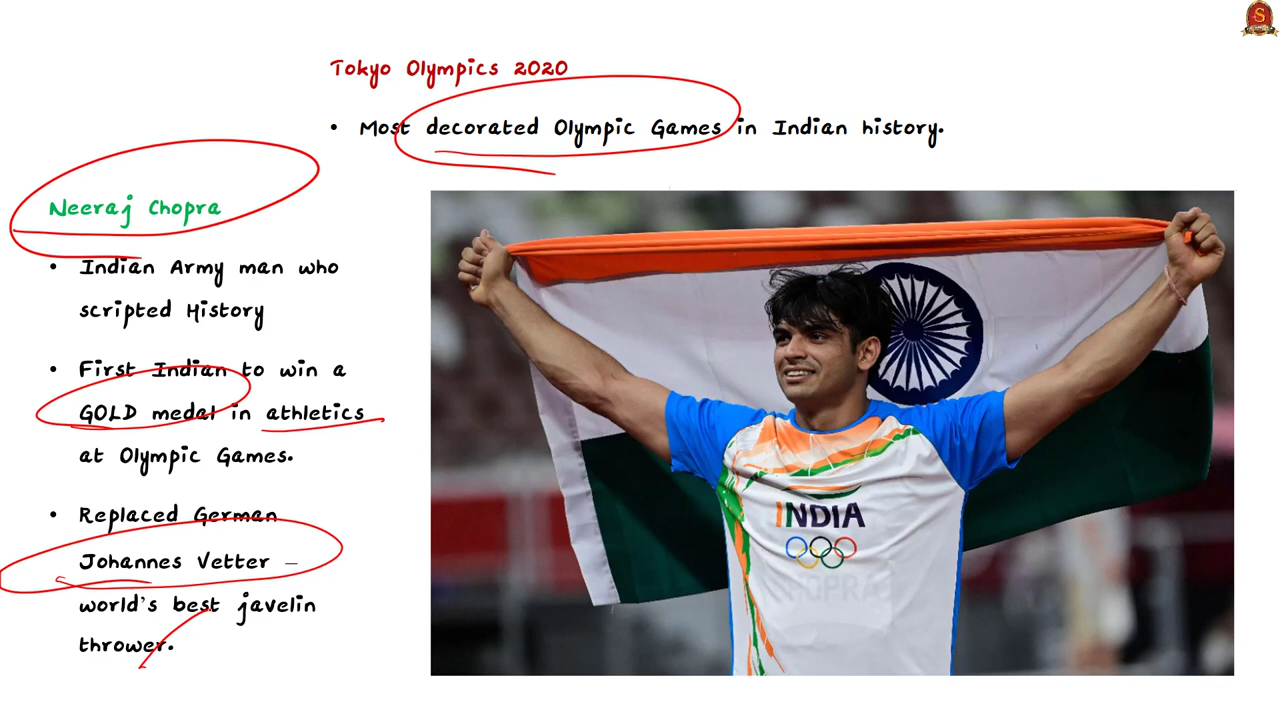 Tokyo Olympics 2020
• Most decorated Olympic Games in Indian history.
Neeraj Chopra
• Indian Army man who
scripted History
• First Indian to win a
GOLD medal in athletics
at Olympic Games.
• Replaced German
Johannes Vetter –
world's best javelin
thrower.
INDIA
CHOPRA
S